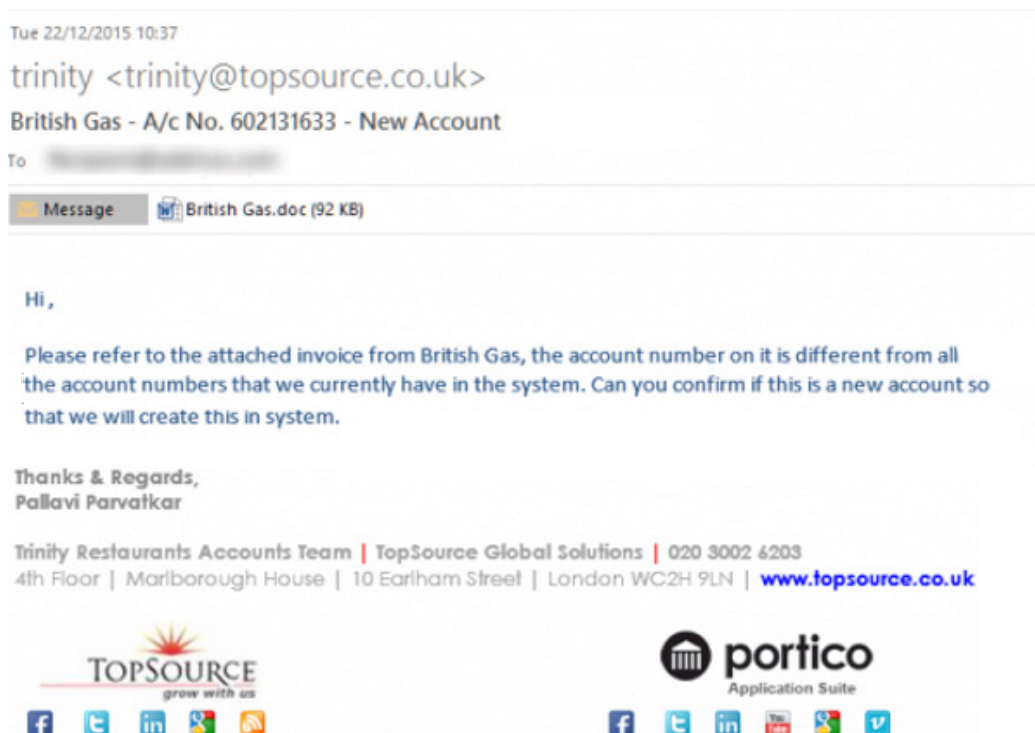 Tue 22/12/2015 10:37
trinity <trinity@topsource.co.uk>
British Gas - A/c No. 602131633 - New Account
To
Message British Gas.doc (92 KB)
Hi ,
Please refer to the attached invoice from British Gas, the account number on it is different from all
the account numbers that we currently have in the system. Can you confirm if this is a new account so
that we will create this in system.
Thanks & Regards,
Pallavi Parvatkar
Trinity Restaurants Accounts Team | TopSource Global Solutions | 020 3002 6203
4th Floor | Marlborough House | 10 Earlham Street | London WC2H 9LN | www.topsource.co.uk
TOPSOURCE
grow with us
portico
Application Suite
You Tube